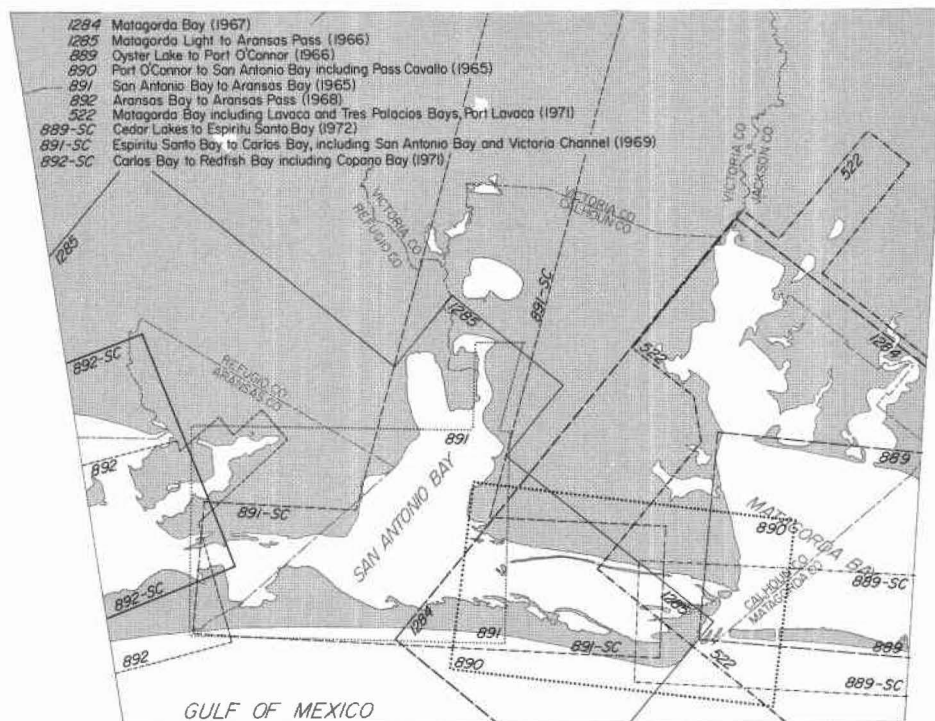 1284 Matagorda Bay (1967)
1285 Matagorda Light to Aransas Pass (1966)
889 Oyster Lake to Port O'Connor (1966)
890 Port O'Connor to San Antonio Bay including Pass Cavallo (1965)
891 San Antonio Bay to Aransas Bay (1965)
892 Aransas Bay to Aransas Pass (1968)
522 Matagorda Bay including Lavaca and Tres Palacios Bays, Port Lavaca (1971)
889-SC Cedar Lakes to Espiritu Santo Bay (1972)
891-SC Espiritu Santo Bay to Carlos Bay, including San Antonio Bay and Victoria Channel (1969)
892-SC Carlos Bay to Redfish Bay including Copano Bay (1971)
VICTORIA CO
JACKSON CO
522
VICTORIA CO
CALHOUN CO
VICTORIA CO
REFUGIO CO
1285
891-SC
1285
1284
522
892-SC
REFUGIO CO
ARANSAS CO
891
889
892
SAN ANTONIO BAY
891-SC
MATAGORDA BAY
890
CALHOUN CO
MATAGORDA CO
889-SC
892-SC
1285
1284
891
891-SC
889
892
890
522
889-SC
GULF OF MEXICO